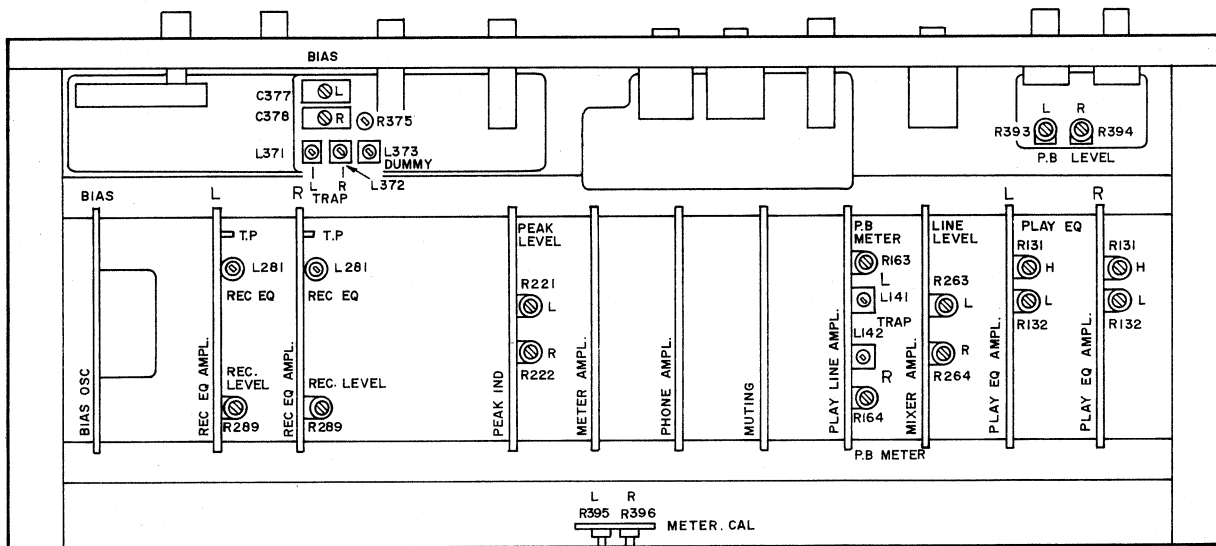 BIAS
C377 L
C378 R R375
L371 L373
DUMMY
L R L372
TRAP
L R
R393 R394
P.B LEVEL
BIAS L R L R
T.P T.P
L281 L281
REC EQ REC EQ
REC. LEVEL REC. LEVEL
R289 R289
BIAS OSC
REC EQ AMPL.
REC EQ AMPL.
PEAK LEVEL
R221
L
R
R222
PEAK IND
METER AMPL.
PHONE AMPL.
MUTING
PLAY LINE AMPL.
P.B METER
R163
L
L141
TRAP
L142
R
R164
P.B METER
MIXER AMPL.
LINE LEVEL
R263
L
R
R264
PLAY EQ
R131 R131
H H
L L
R132 R132
PLAY EQ AMPL.
PLAY EQ AMPL.
L R
R395 R396
METER. CAL